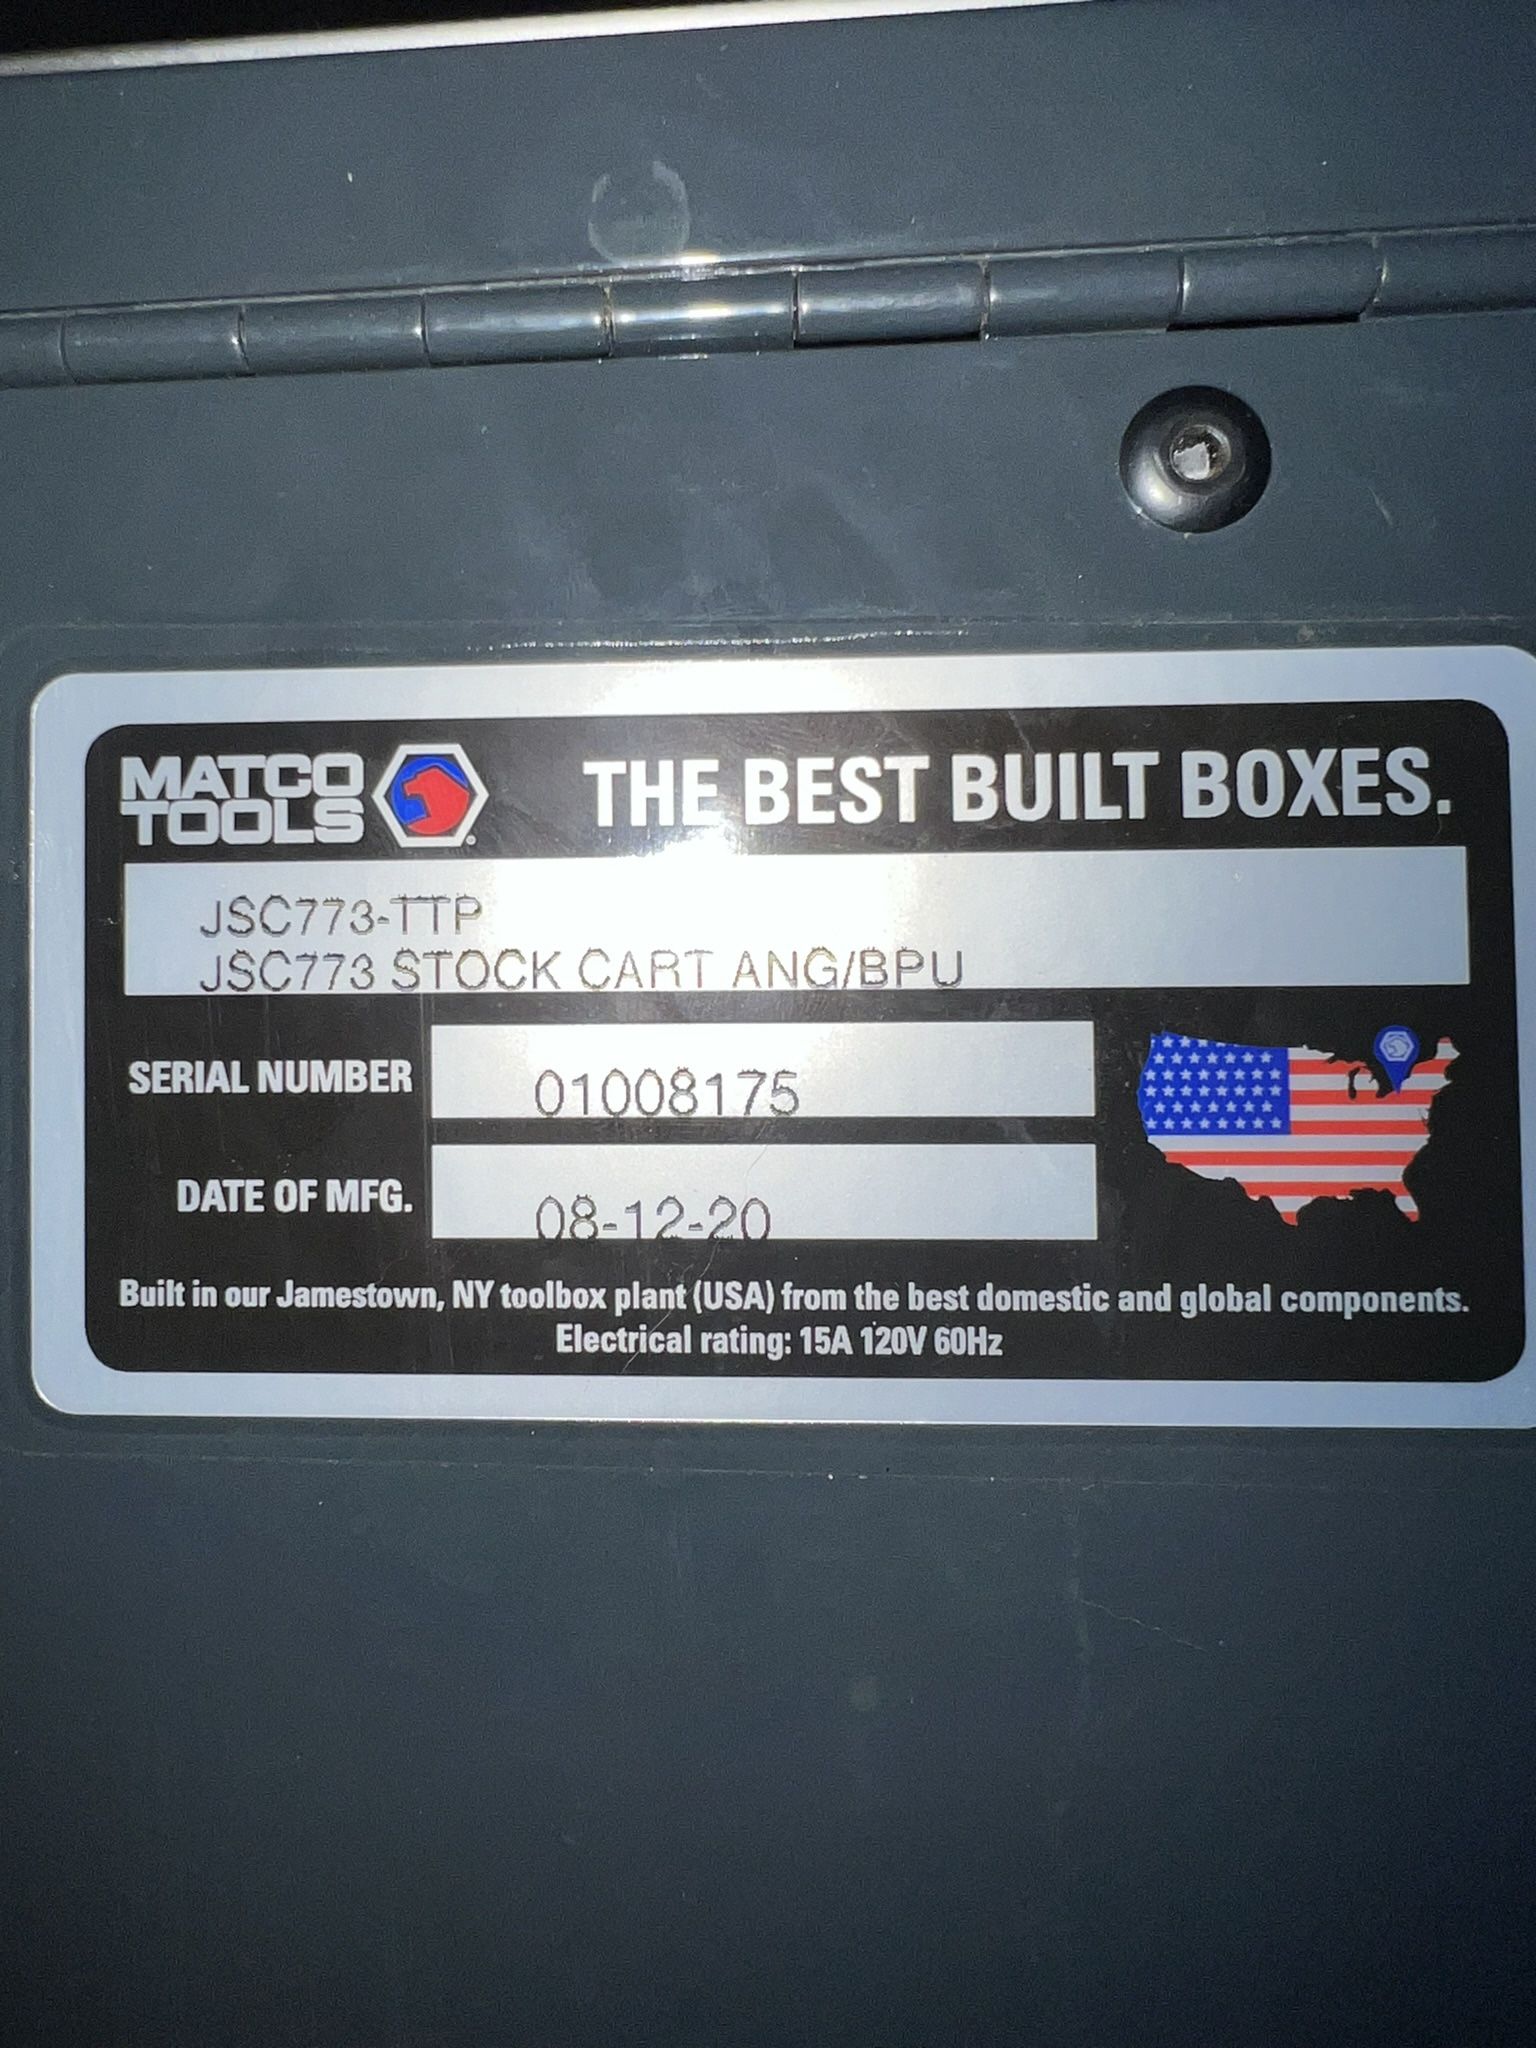 MATCO
TOOLS
THE BEST BUILT BOXES.
JSC773-TTP
JSC773 STOCK CART ANG/BPU
SERIAL NUMBER 01008175
DATE OF MFG. 08-12-20
Built in our Jamestown, NY toolbox plant (USA) from the best domestic and global components.
Electrical rating: 15A 120V 60Hz